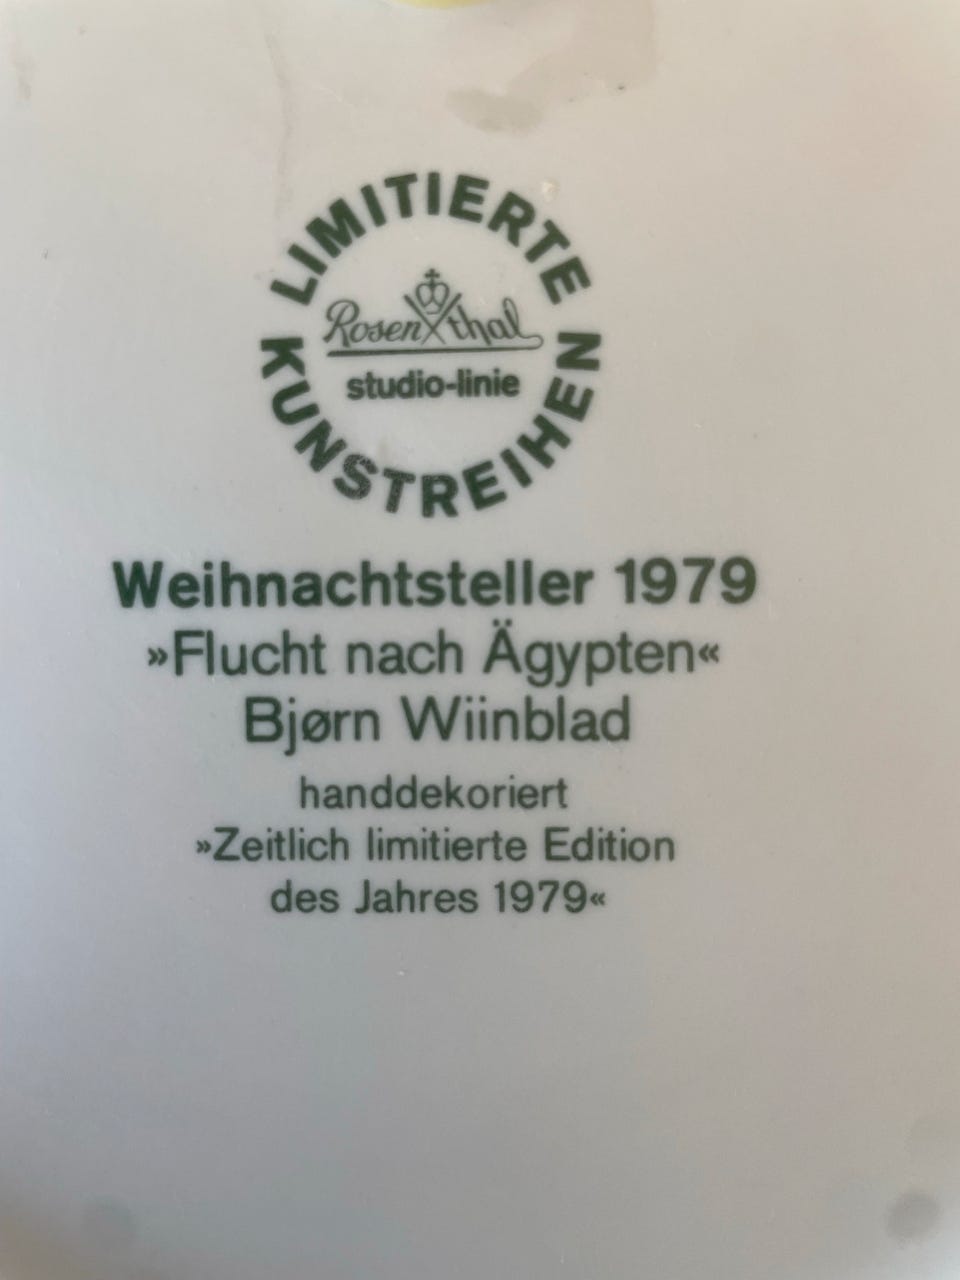 LIMITIERTE
Rosenthal
studio-linie
KUNSTREIHEN
Weihnachtsteller 1979
»Flucht nach Ägypten«
Bjørn Wiinblad
handdekoriert
»Zeitlich limitierte Edition
des Jahres 1979«